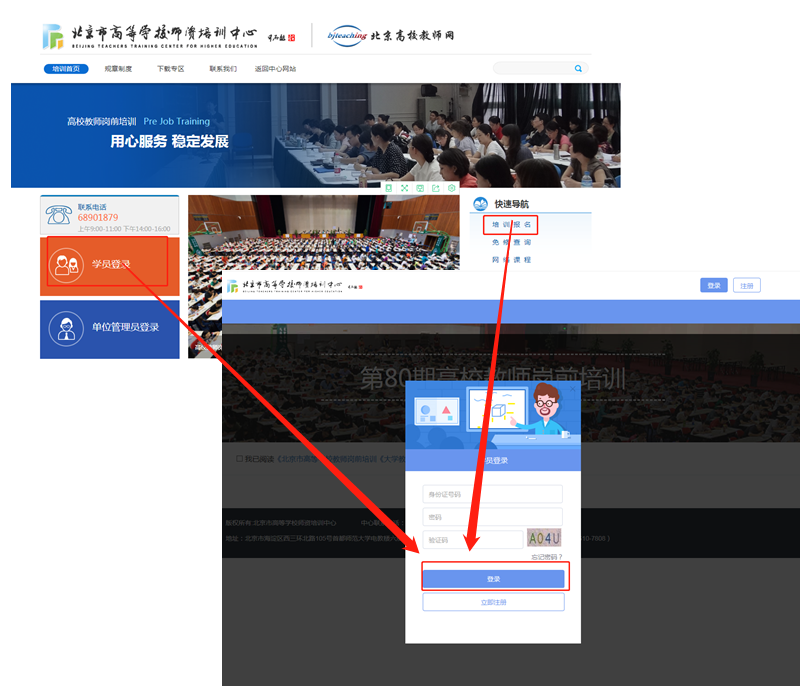 北京市高等学校师资培训中心
BEIJING TEACHERS TRAINING CENTER FOR HIGHER EDUCATION
bjteaching 北京高校教师网
培训首页 规章制度 下载专区 联系我们 返回中心网站
高校教师岗前培训 Pre Job Training
用心服务 稳定发展
联系电话
68901879
上午9:00-11:00 下午14:00-16:00
学员登录
单位管理员登录
快速导航
培训报名
免修查询
网络课程
北京市高等学校师资培训中心
登录 注册
第80期高校教师岗前培训
学员登录
我已阅读《北京市高等
教师岗前培训《大学教
身份证号码
密码
验证码
A04U
忘记密码？
登录
立即注册
版权所有 北京市高等学校师资培训中心
地址：北京市海淀区西三环北路105号首都师范大学电教楼